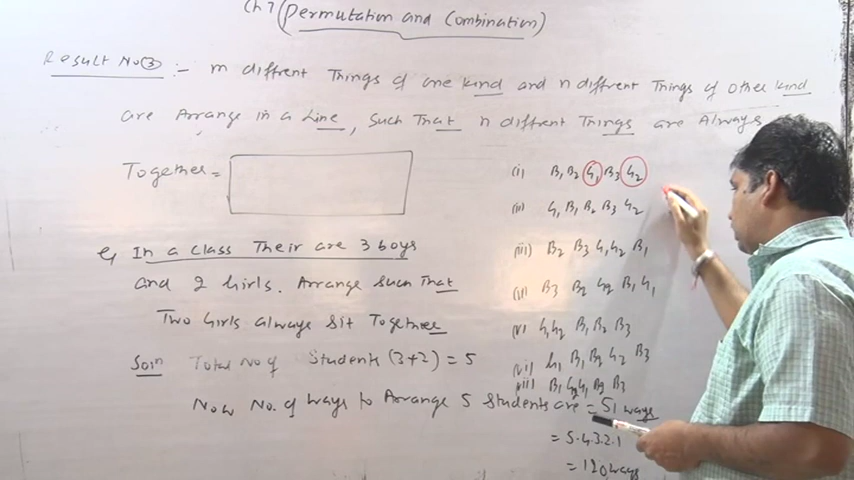 Ch 7 (Permutation and Combination)
Result No ③ :- m diffrent Things of one kind and n diffrent Things of other kind
are Arrange in a Line, Such That n diffrent Things are Always
Together =
eg In a class Their are 3 boys
and 2 Girls. Arrange such That
Two Girls always Sit Together
Soln Total No of Students (3+2) = 5
Now No. of ways to Arrange 5 Students are = 5! ways
= 5.4.3.2.1
= 120 ways
(i) B1 B2 G1 B3 G2
(ii) G1 B1 B2 B3 G2
(iii) B2 B3 G1 G2 B1
B3 B2 G2 B1 G1
(v) G1 G2 B1 B2 B3
(vi) G1 B1 B2 G2 B3
B1 G2 G1 B2 B3